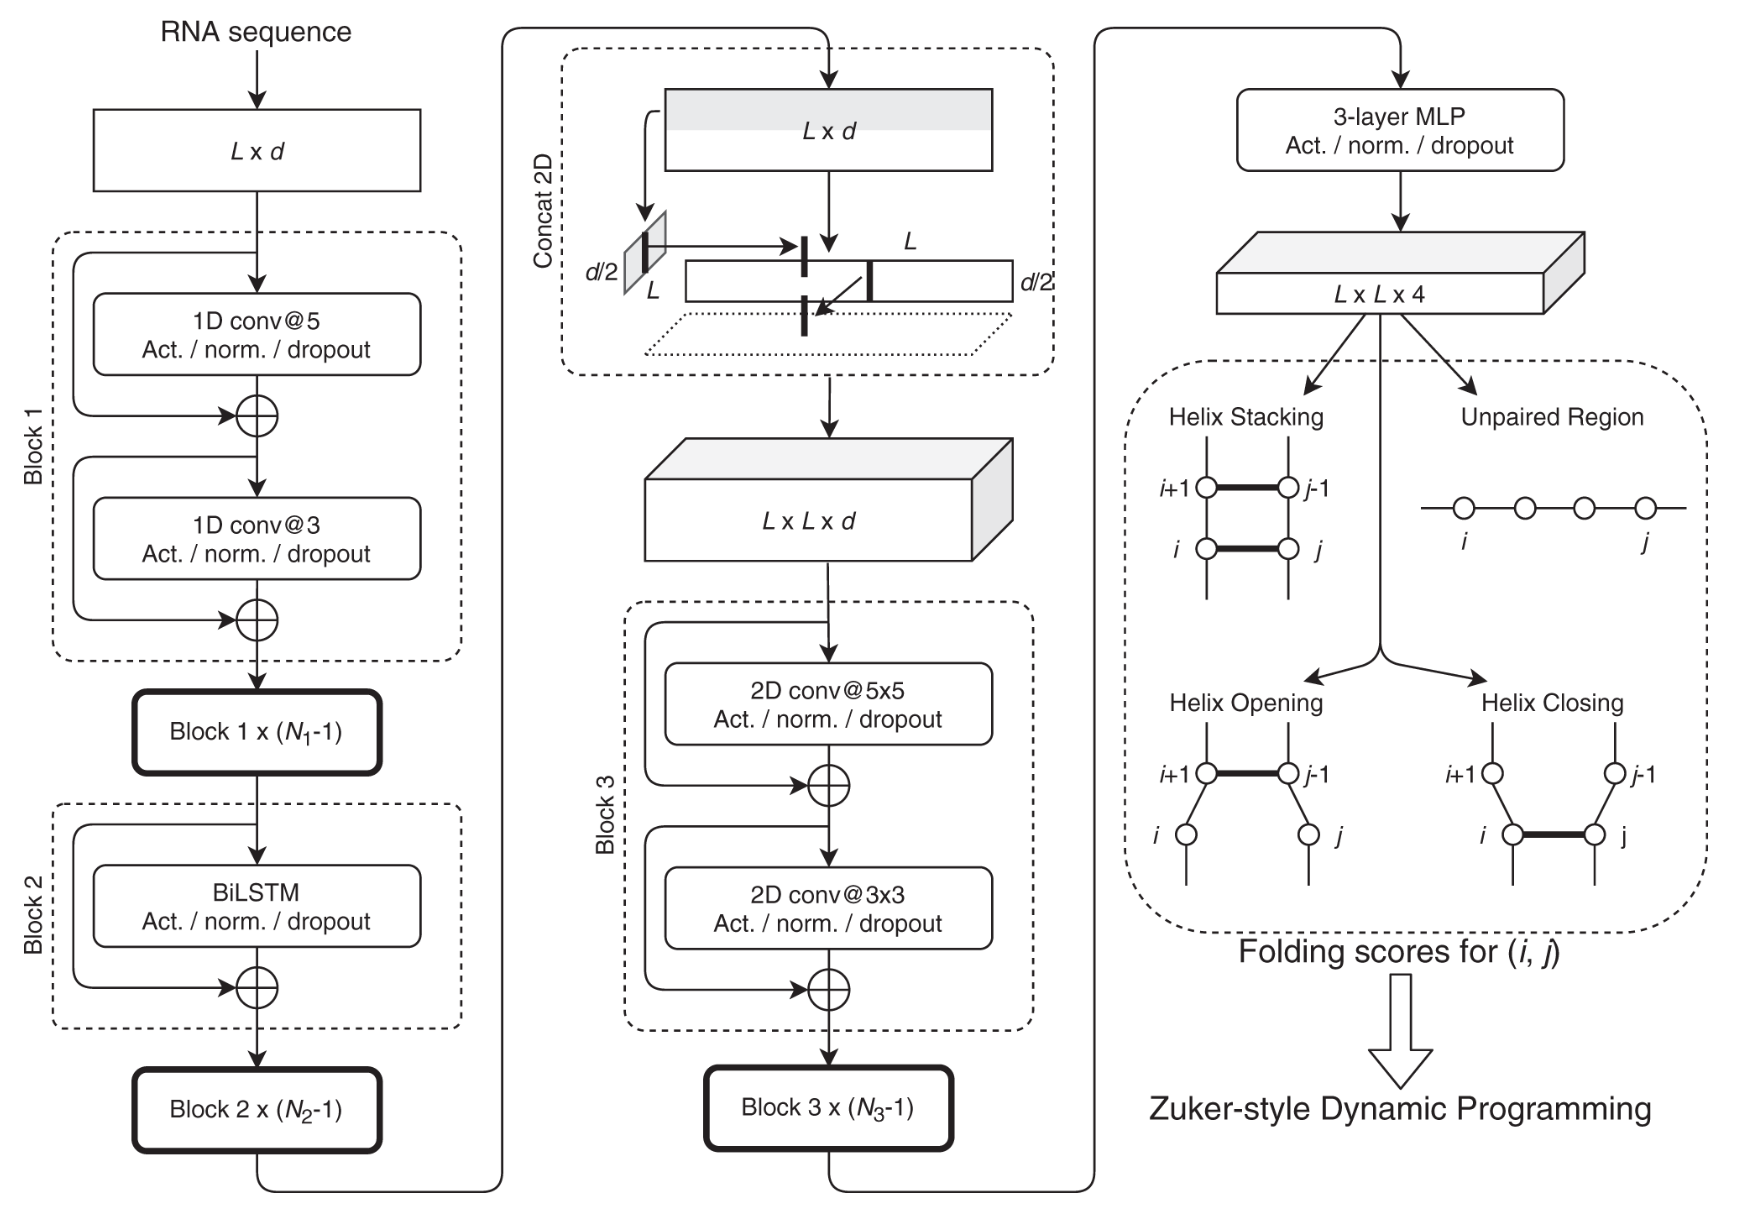 RNA sequence
L x d
Block 1
1D conv@5
Act. / norm. / dropout
1D conv@3
Act. / norm. / dropout
Block 1 x (N1-1)
Block 2
BiLSTM
Act. / norm. / dropout
Block 2 x (N2-1)
Concat 2D
L x d
L
d/2
L
d/2
L x L x d
Block 3
2D conv@5x5
Act. / norm. / dropout
2D conv@3x3
Act. / norm. / dropout
Block 3 x (N3-1)
3-layer MLP
Act. / norm. / dropout
L x L x 4
Helix Stacking
i+1 j-1
i j
Unpaired Region
i j
Helix Opening
i+1 j-1
i j
Helix Closing
i+1 j-1
i j
Folding scores for (i, j)
Zuker-style Dynamic Programming